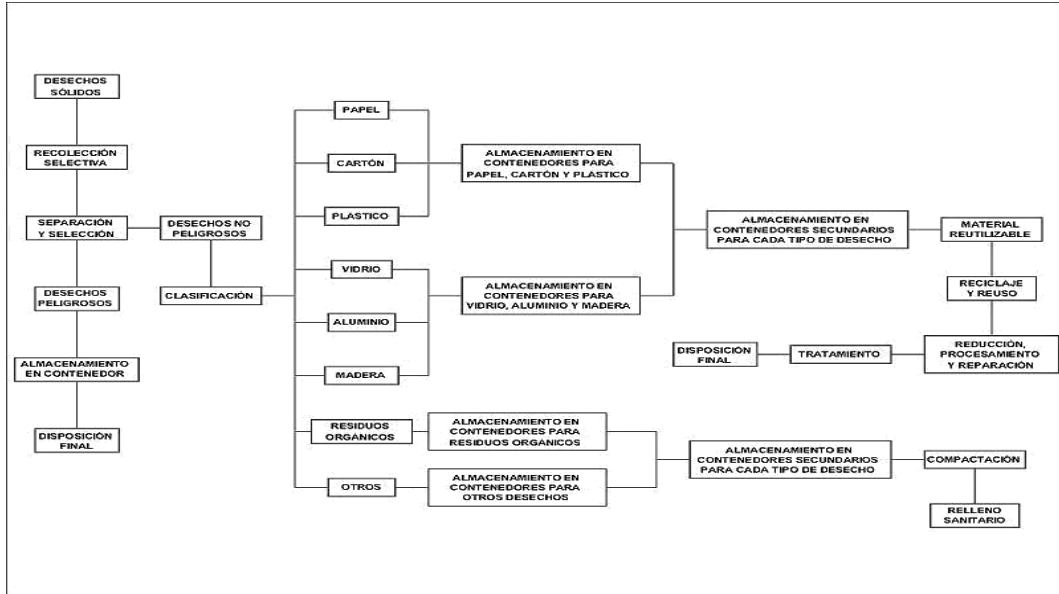 DESECHOS
SÓLIDOS
RECOLECCIÓN
SELECTIVA
SEPARACIÓN
Y SELECCIÓN
DESECHOS
PELIGROSOS
ALMACENAMIENTO
EN CONTENEDOR
DISPOSICIÓN
FINAL
DESECHOS NO
PELIGROSOS
CLASIFICACIÓN
PAPEL
CARTÓN
PLÁSTICO
VIDRIO
ALUMINIO
MADERA
RESIDUOS
ORGÁNICOS
OTROS
ALMACENAMIENTO EN
CONTENEDORES PARA
PAPEL, CARTÓN Y PLÁSTICO
ALMACENAMIENTO EN
CONTENEDORES PARA
VIDRIO, ALUMINIO Y MADERA
ALMACENAMIENTO EN
CONTENEDORES PARA
RESIDUOS ORGÁNICOS
ALMACENAMIENTO EN
CONTENEDORES PARA
OTROS DESECHOS
ALMACENAMIENTO EN
CONTENEDORES SECUNDARIOS
PARA CADA TIPO DE DESECHO
MATERIAL
REUTILIZABLE
RECICLAJE
Y REUSO
REDUCCIÓN,
PROCESAMIENTO
Y REPARACIÓN
TRATAMIENTO
DISPOSICIÓN
FINAL
ALMACENAMIENTO EN
CONTENEDORES SECUNDARIOS
PARA CADA TIPO DE DESECHO
COMPACTACIÓN
RELLENO
SANITARIO